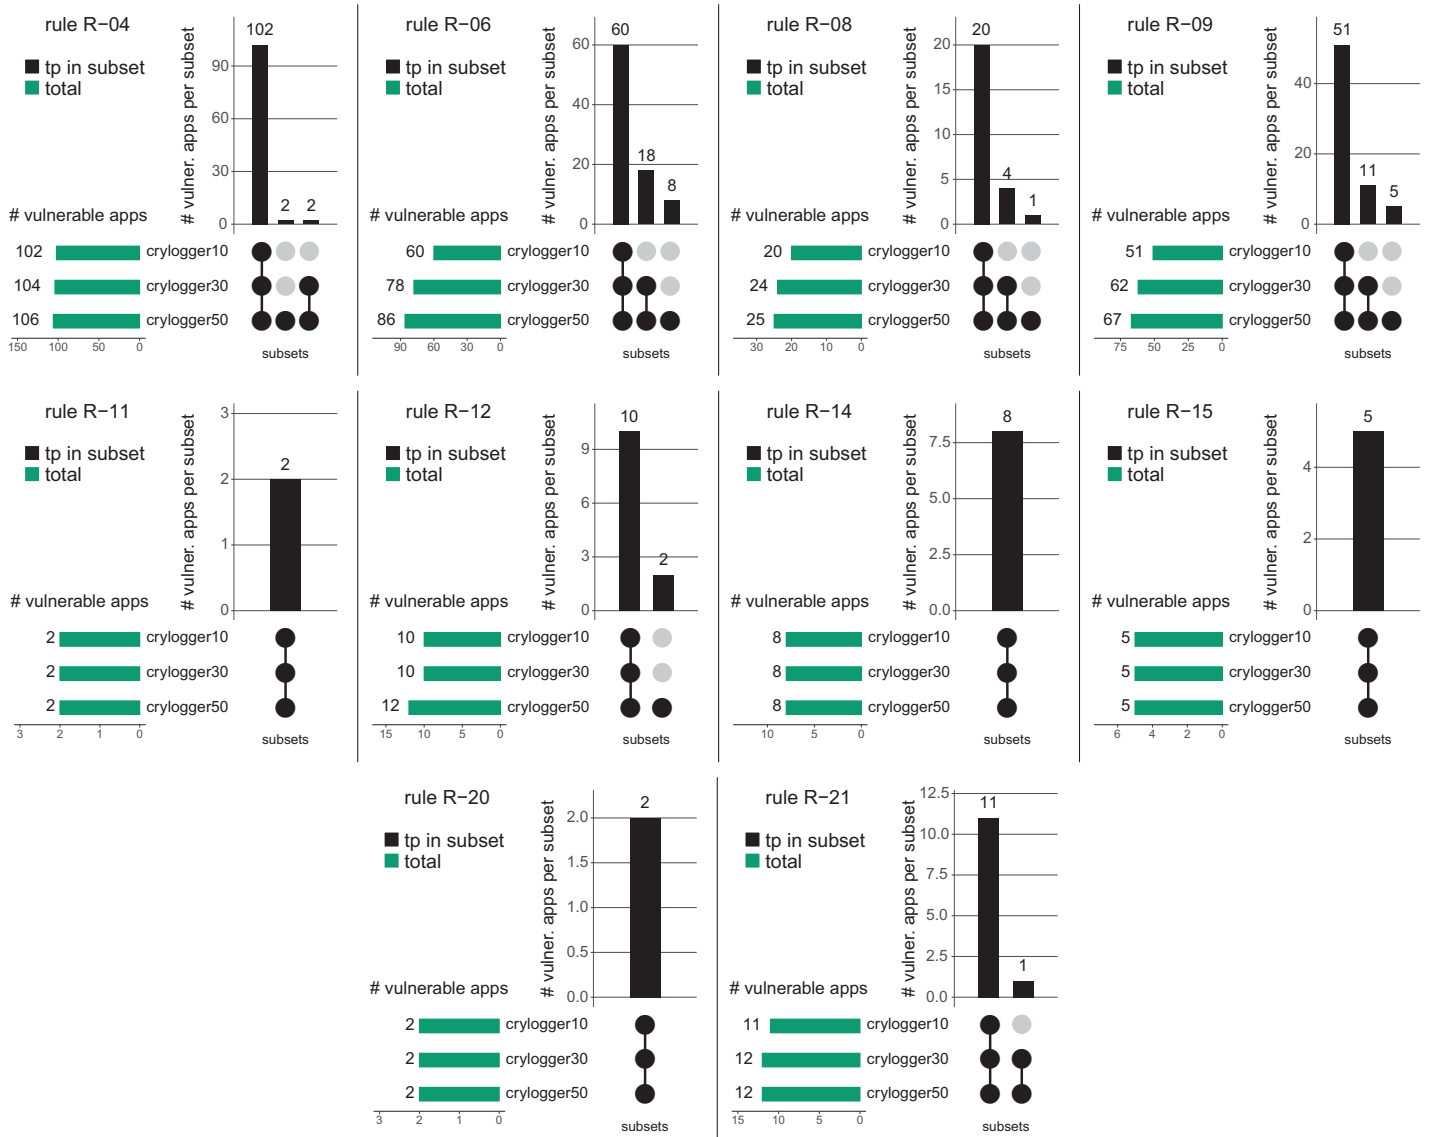 rule R−04
tp in subset
total
# vulner. apps per subset
90
60
30
0
102
2
2
# vulnerable apps
102
crylogger10
104
crylogger30
106
crylogger50
150
100
50
0
subsets
rule R−06
tp in subset
total
# vulner. apps per subset
60
40
20
0
60
18
8
# vulnerable apps
60
crylogger10
78
crylogger30
86
crylogger50
90
60
30
0
subsets
rule R−08
tp in subset
total
# vulner. apps per subset
20
15
10
5
0
20
4
1
# vulnerable apps
20
crylogger10
24
crylogger30
25
crylogger50
30
20
10
0
subsets
rule R−09
tp in subset
total
# vulner. apps per subset
40
20
0
51
11
5
# vulnerable apps
51
crylogger10
62
crylogger30
67
crylogger50
75
50
25
0
subsets
rule R−11
tp in subset
total
# vulner. apps per subset
3
2
1
0
2
# vulnerable apps
2
crylogger10
2
crylogger30
2
crylogger50
3
2
1
0
subsets
rule R−12
tp in subset
total
# vulner. apps per subset
9
6
3
0
10
2
# vulnerable apps
10
crylogger10
10
crylogger30
12
crylogger50
15
10
5
0
subsets
rule R−14
tp in subset
total
# vulner. apps per subset
7.5
5.0
2.5
0.0
8
# vulnerable apps
8
crylogger10
8
crylogger30
8
crylogger50
10
5
0
subsets
rule R−15
tp in subset
total
# vulner. apps per subset
4
2
0
5
# vulnerable apps
5
crylogger10
5
crylogger30
5
crylogger50
6
4
2
0
subsets
rule R−20
tp in subset
total
# vulner. apps per subset
2.0
1.5
1.0
0.5
0.0
2
# vulnerable apps
2
crylogger10
2
crylogger30
2
crylogger50
3
2
1
0
subsets
rule R−21
tp in subset
total
# vulner. apps per subset
12.5
10.0
7.5
5.0
2.5
0.0
11
1
# vulnerable apps
11
crylogger10
12
crylogger30
12
crylogger50
15
10
5
0
subsets